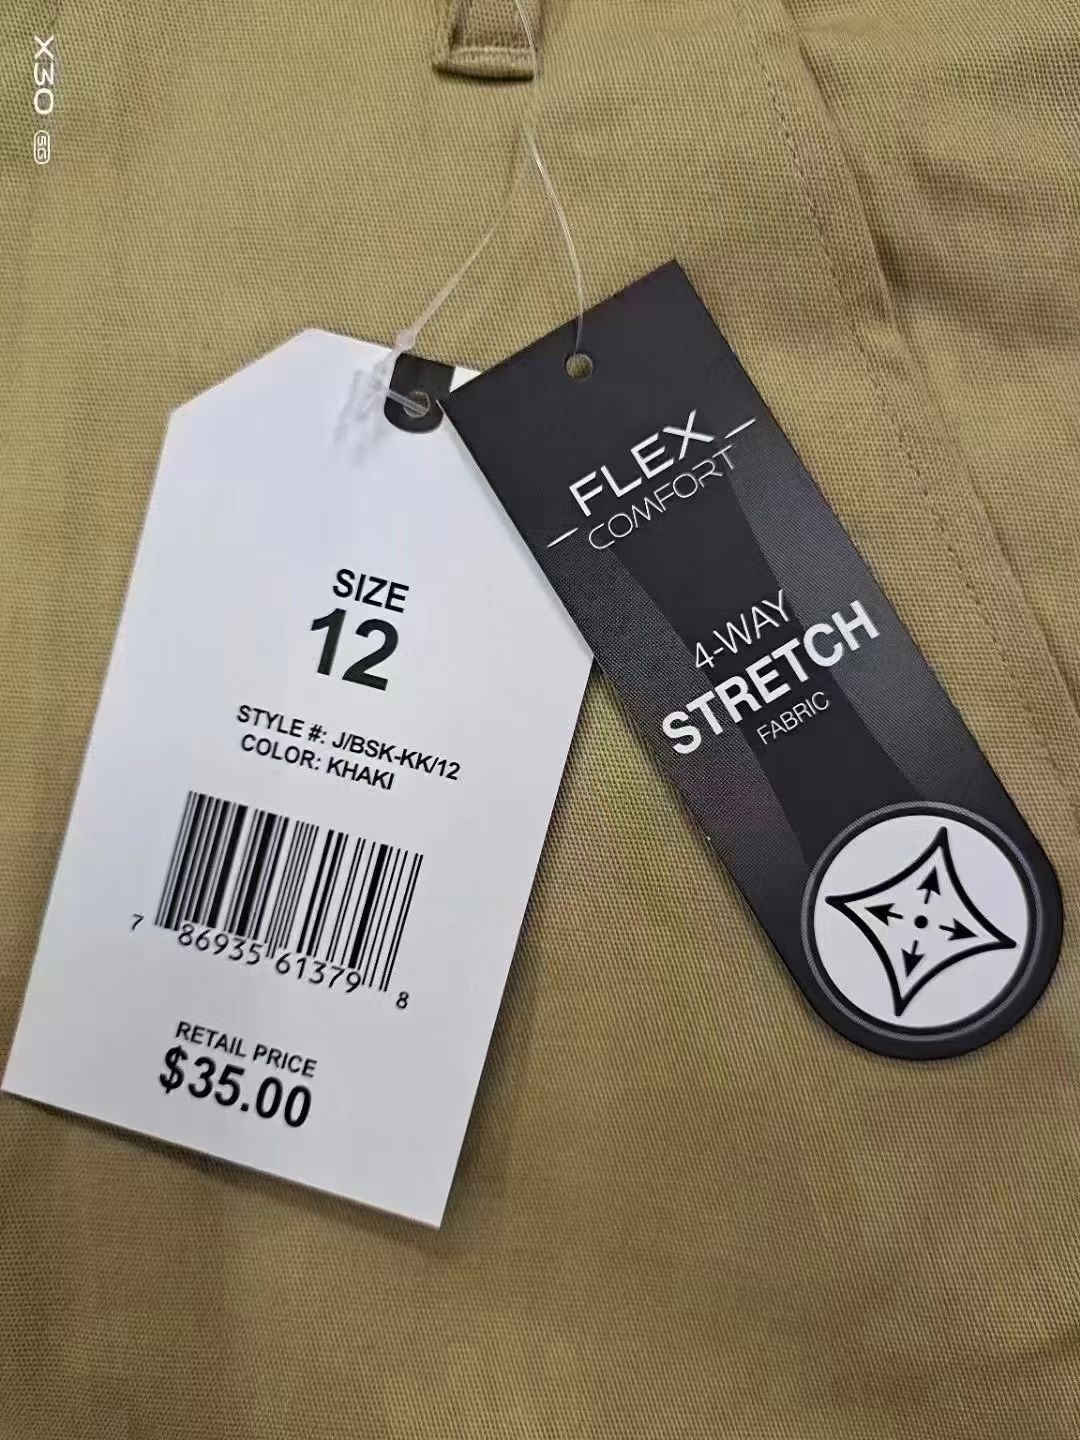 X30 5G
SIZE
12
STYLE #: J/BSK-KK/12
COLOR: KHAKI
7 86935 61379 8
RETAIL PRICE
$35.00
FLEX
COMFORT
4-WAY
STRETCH
FABRIC